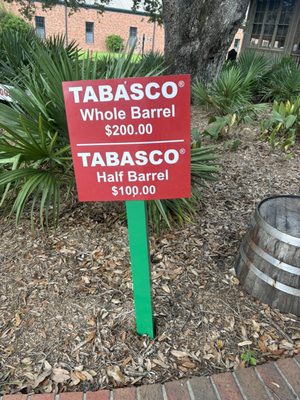 TABASCO®
Whole Barrel
$200.00
TABASCO®
Half Barrel
$100.00